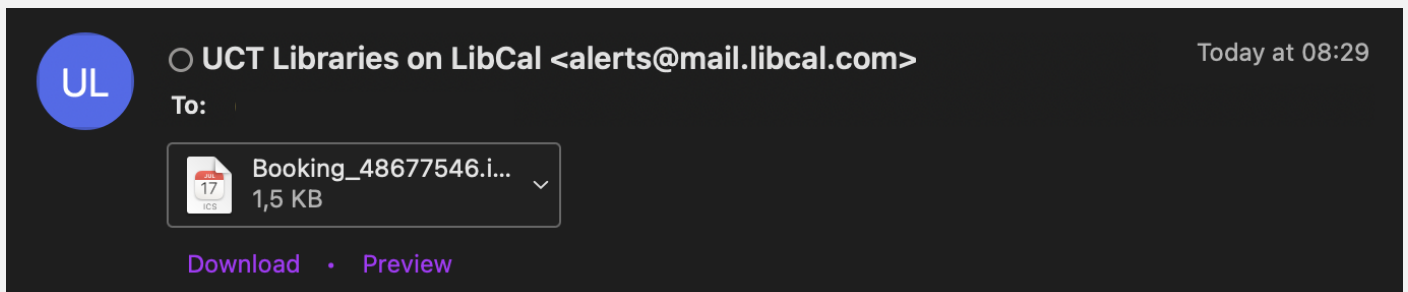 UL
UCT Libraries on LibCal <alerts@mail.libcal.com>
Today at 08:29
To:
Booking_48677546.i...
1,5 KB
JUL
17
ICS
Download • Preview